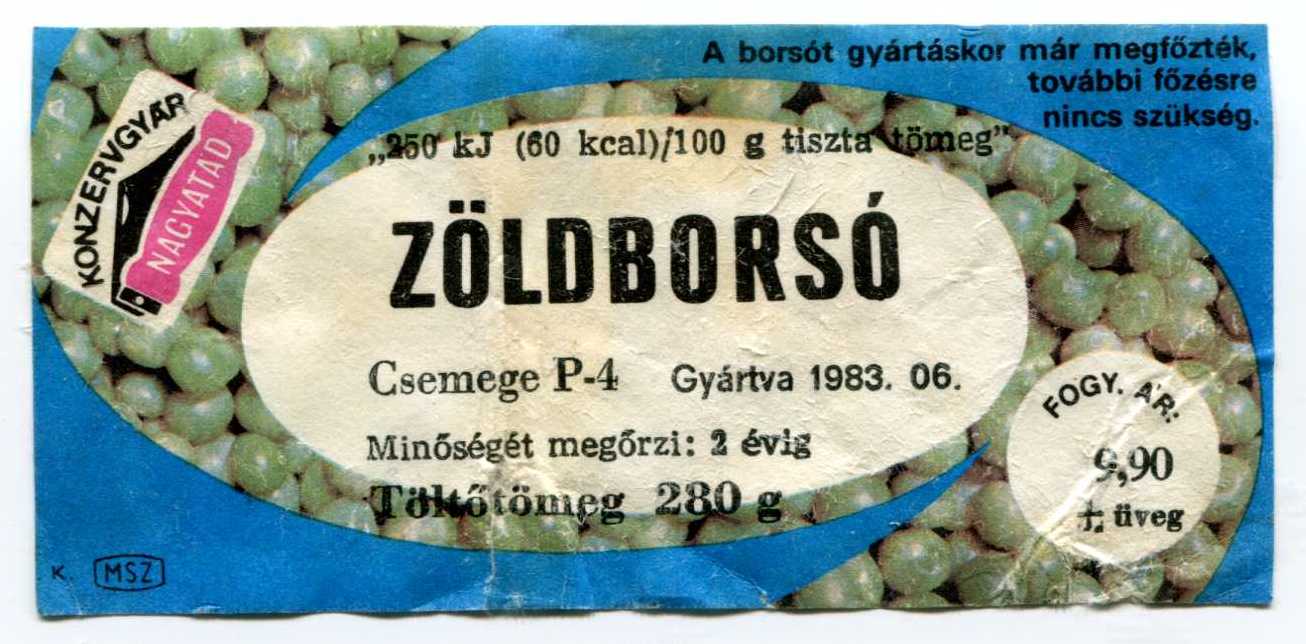 A borsót gyártáskor már megfőzték,
további főzésre
nincs szükség.
KONZERVGYÁR
NAGYATÁD
„250 kJ (60 kcal)/100 g tiszta tömeg"
ZÖLDBORSÓ
Csemege P-4 Gyártva 1983. 06.
Minőségét megőrzi: 2 évig
Töltőtömeg 280 g
FOGY. ÁR:
9,90
+ üveg
K. MSZ